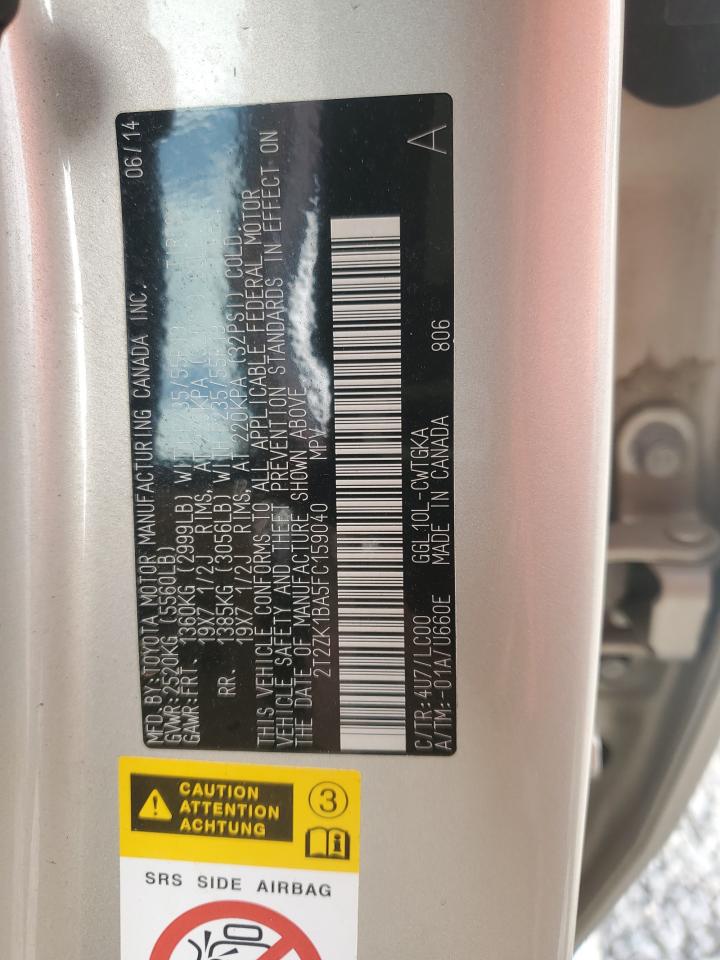 MFD.BY:TOYOTA MOTOR MANUFACTURING CANADA INC. 06/14
GVWR:2520KG (5560LB)
GAWR:FRT. 1360KG (2999LB) WITH
19X7 1/2J RIMS, AT KPA
RR. 1385KG (3056LB) WITH 235/55R19
19X7 1/2J RIMS, AT 220KPA (32PSI) COLD
THIS VEHICLE CONFORMS TO ALL APPLICABLE FEDERAL MOTOR
VEHICLE SAFETY AND THEFT PREVENTION STANDARDS IN EFFECT ON
THE DATE OF MANUFACTURE SHOWN ABOVE
2T2ZK1BA5FC159040 MPV
A
C/TR:4U7/LC00 GGL10L-CWTGKA
A/TM:-01A/U660E MADE IN CANADA 806
CAUTION
ATTENTION
ACHTUNG
3
SRS SIDE AIRBAG